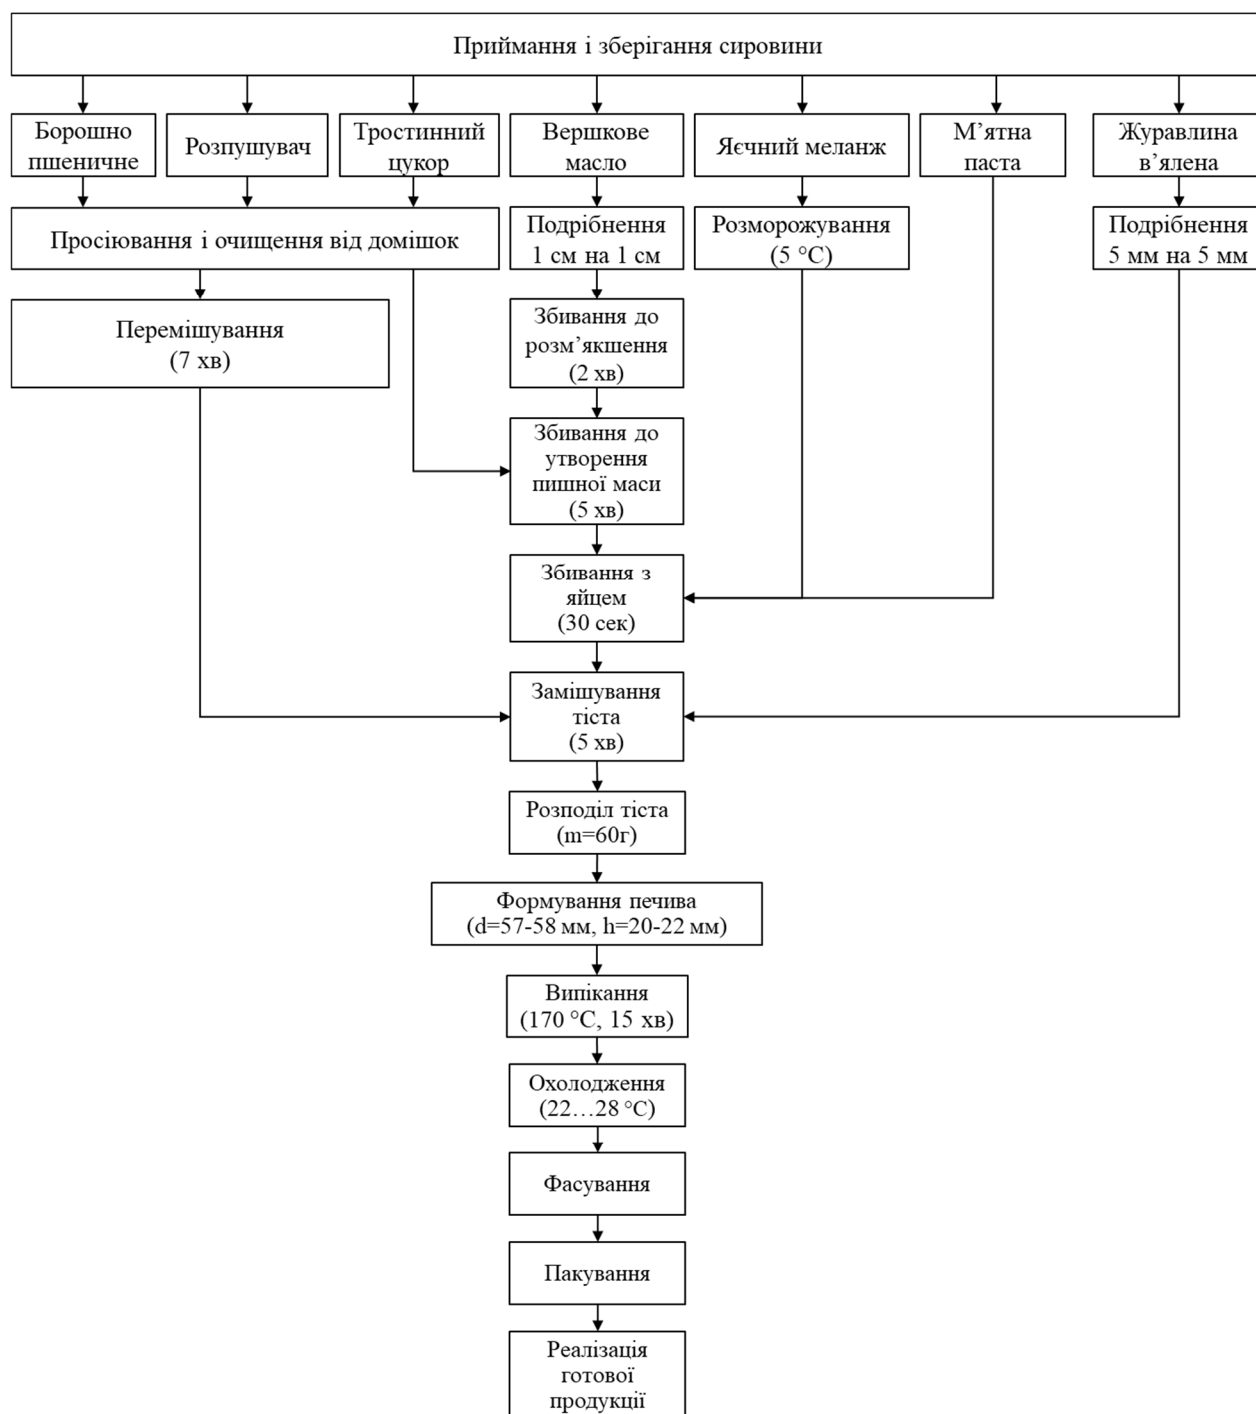 Приймання і зберігання сировини
Борошно
пшеничне
Розпушувач
Тростинний
цукор
Вершкове
масло
Яєчний меланж
М’ятна
паста
Журавлина
в’ялена
Просіювання і очищення від домішок
Подрібнення
1 см на 1 см
Розморожування
(5 °С)
Подрібнення
5 мм на 5 мм
Перемішування
(7 хв)
Збивання до
розм’якшення
(2 хв)
Збивання до
утворення
пишної маси
(5 хв)
Збивання з
яйцем
(30 сек)
Замішування
тіста
(5 хв)
Розподіл тіста
(m=60г)
Формування печива
(d=57-58 мм, h=20-22 мм)
Випікання
(170 °С, 15 хв)
Охолодження
(22…28 °С)
Фасування
Пакування
Реалізація
готової
продукції